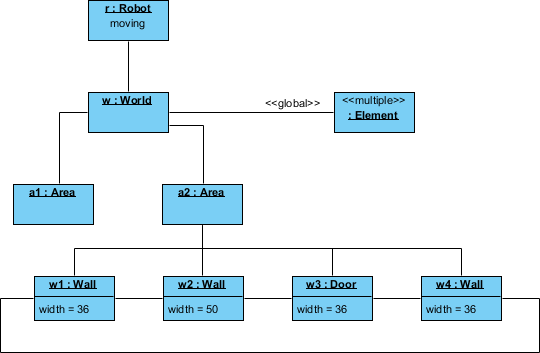 r : Robot
moving
w : World
<<global>>
<<multiple>>
: Element
a1 : Area
a2 : Area
w1 : Wall
width = 36
w2 : Wall
width = 50
w3 : Door
width = 36
w4 : Wall
width = 36